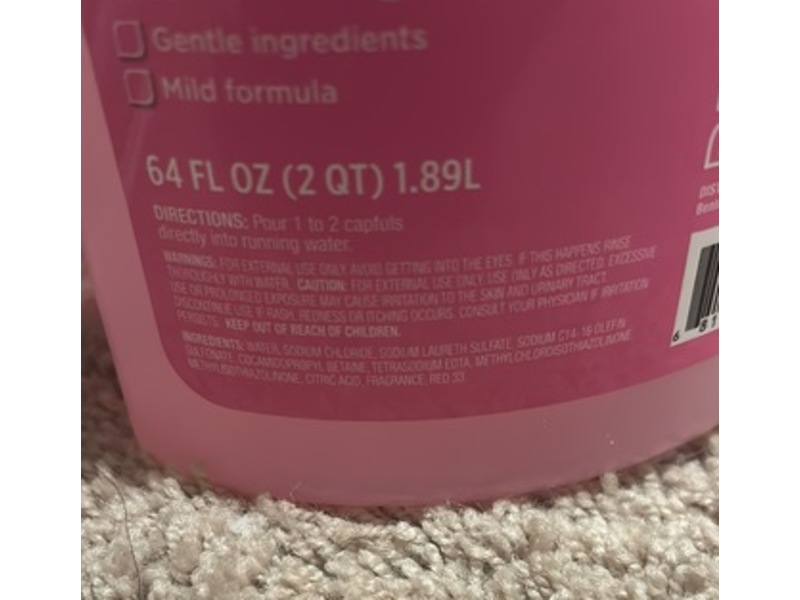 Gentle ingredients
Mild formula
64 FL OZ (2 QT) 1.89L
DIRECTIONS: Pour 1 to 2 capfuls
directly into running water.
WARNINGS: FOR EXTERNAL USE ONLY. AVOID GETTING INTO THE EYES. IF THIS HAPPENS, RINSE
THOROUGHLY WITH WATER. CAUTION: FOR EXTERNAL USE ONLY. USE ONLY AS DIRECTED. EXCESSIVE
USE OR PROLONGED EXPOSURE MAY CAUSE IRRITATION TO THE SKIN AND URINARY TRACT.
DISCONTINUE USE IF RASH, REDNESS OR ITCHING OCCURS. CONSULT YOUR PHYSICIAN IF IRRITATION
PERSISTS. KEEP OUT OF REACH OF CHILDREN.
INGREDIENTS: WATER, SODIUM CHLORIDE, SODIUM LAURETH SULFATE, SODIUM C14-16 OLEFIN
SULFONATE, COCAMIDOPROPYL BETAINE, TETRASODIUM EDTA, METHYLCHLOROISOTHIAZOLINONE,
METHYLISOTHIAZOLINONE, CITRIC ACID, FRAGRANCE, RED 33.
DIST
Bent
6 81